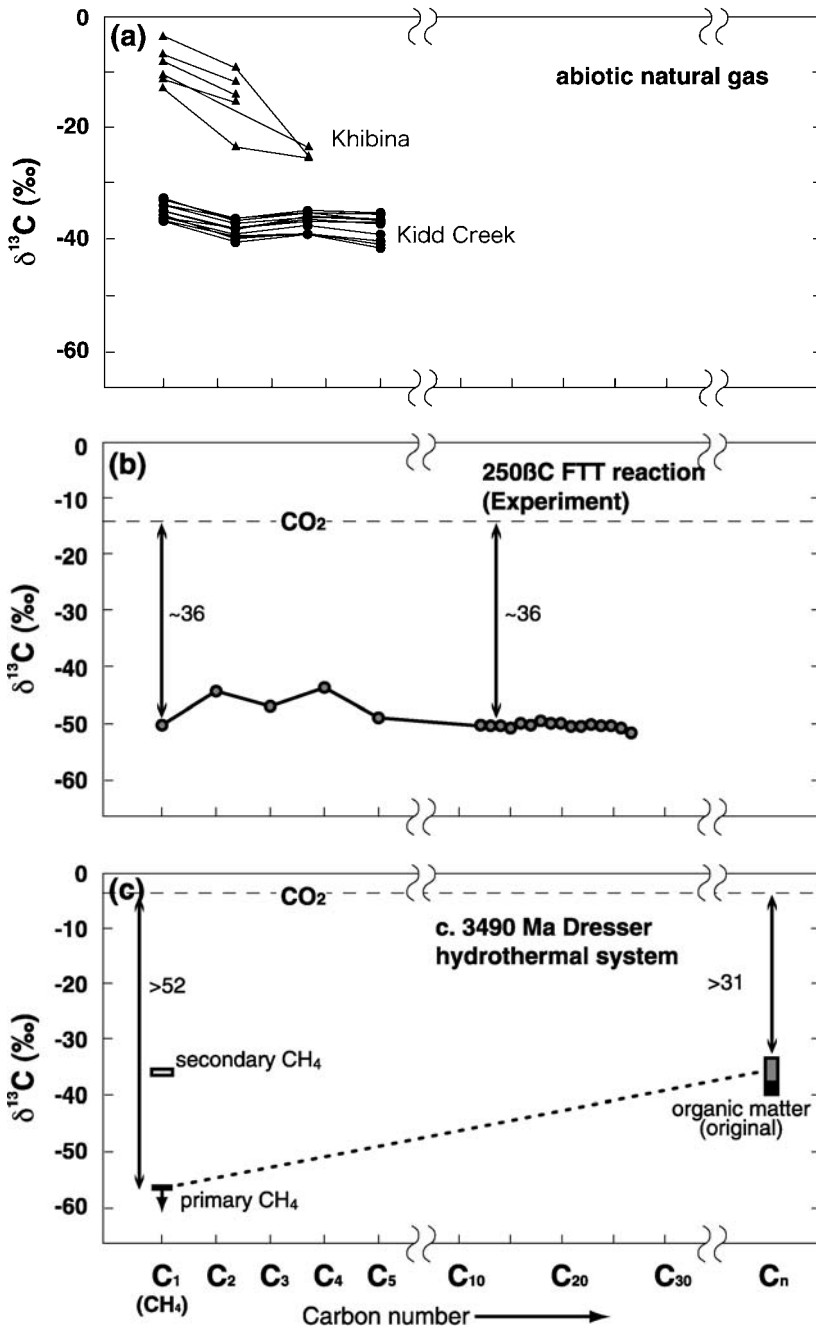 (a)
abiotic natural gas
Khibina
Kidd Creek
δ¹³C (‰)
0
-20
-40
-60
(b)
250ßC FTT reaction
(Experiment)
CO₂
~36
~36
δ¹³C (‰)
0
-10
-20
-30
-40
-50
-60
(c)
CO₂
c. 3490 Ma Dresser
hydrothermal system
>52
>31
secondary CH₄
organic matter
(original)
primary CH₄
δ¹³C (‰)
0
-10
-20
-30
-40
-50
-60
C₁ C₂ C₃ C₄ C₅ C₁₀ C₂₀ C₃₀ Cₙ
(CH₄)
Carbon number